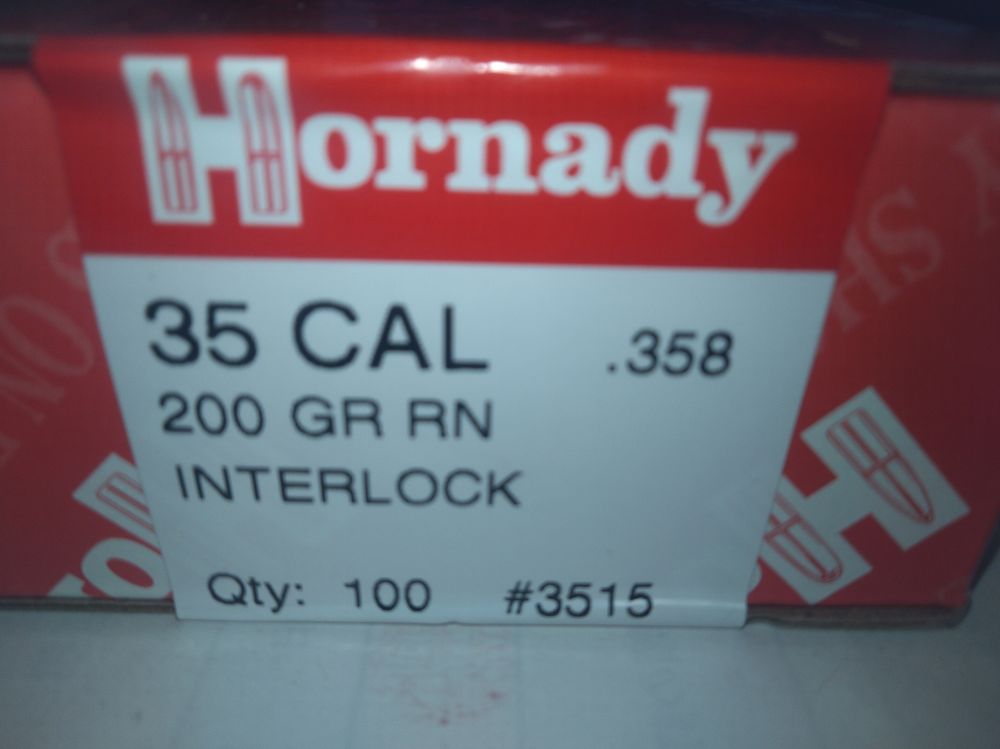 Hornady
35 CAL .358
200 GR RN
INTERLOCK
Qty: 100 #3515